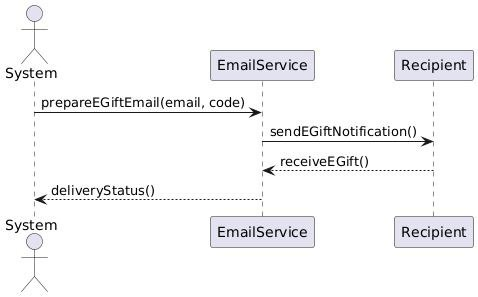 System
EmailService
Recipient
prepareEGiftEmail(email, code)
sendEGiftNotification()
receiveEGift()
deliveryStatus()
System
EmailService
Recipient